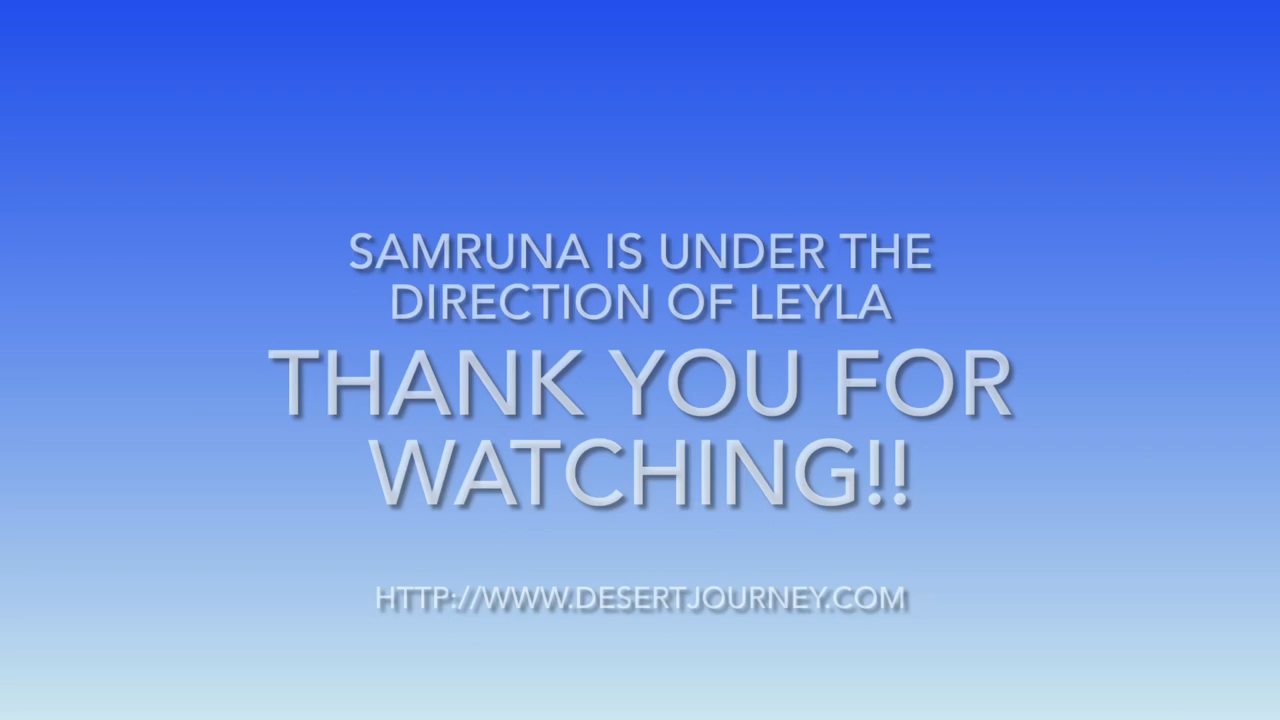 SAMRUNA IS UNDER THE
DIRECTION OF LEYLA
THANK YOU FOR
WATCHING!!
HTTP://WWW.DESERTJOURNEY.COM